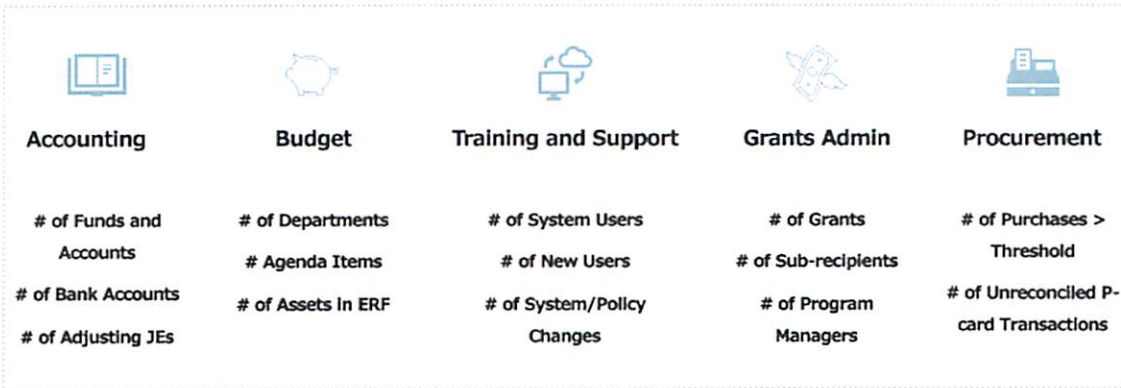 Accounting
Budget
Training and Support
Grants Admin
Procurement
# of Funds and
Accounts
# of Bank Accounts
# of Adjusting JEs
# of Departments
# Agenda Items
# of Assets in ERF
# of System Users
# of New Users
# of System/Policy
Changes
# of Grants
# of Sub-recipients
# of Program
Managers
# of Purchases >
Threshold
# of Unreconciled P-
card Transactions